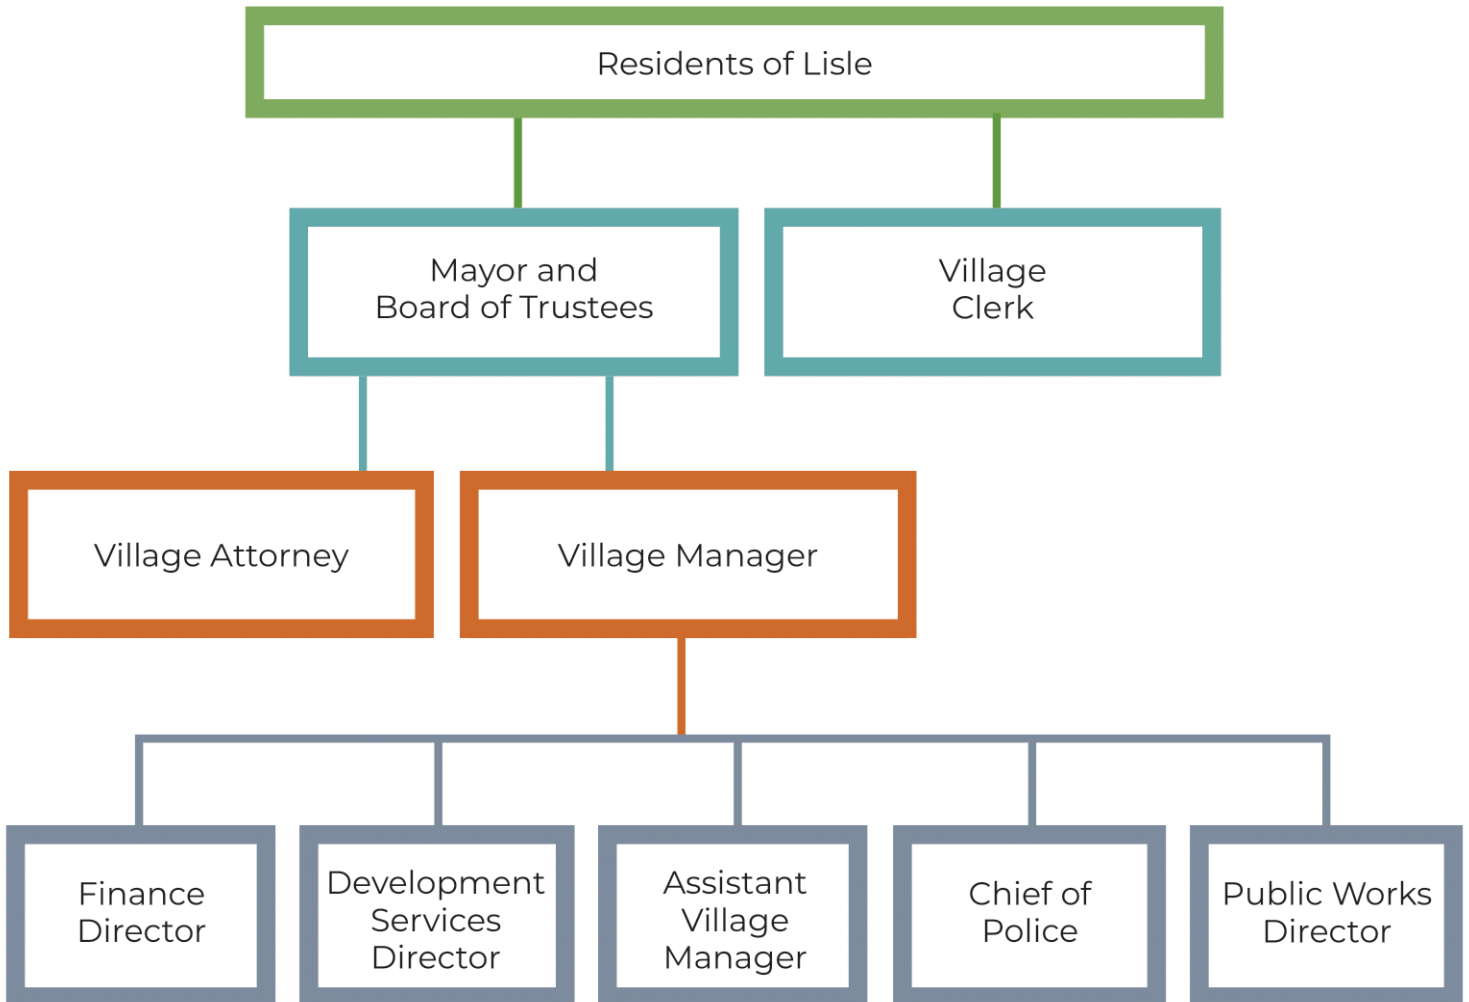 Residents of Lisle
Mayor and
Board of Trustees
Village
Clerk
Village Attorney
Village Manager
Finance
Director
Development
Services
Director
Assistant
Village
Manager
Chief of
Police
Public Works
Director